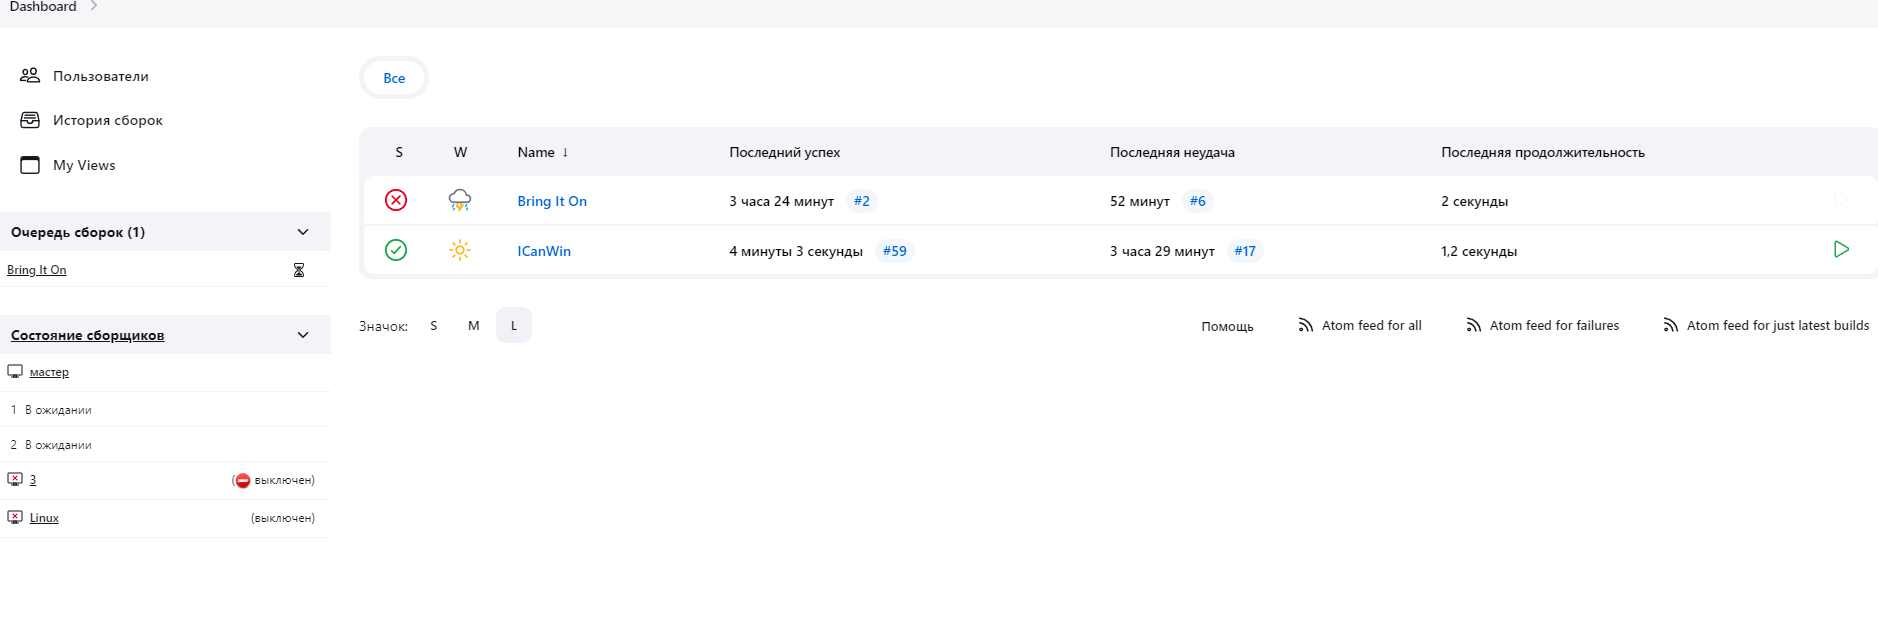 Dashboard
Пользователи
История сборок
My Views
Очередь сборок (1)
Bring It On
Состояние сборщиков
мастер
1 В ожидании
2 В ожидании
3 (выключен)
Linux (выключен)
Все
S W Name ↓ Последний успех Последняя неудача Последняя продолжительность
Bring It On 3 часа 24 минут #2 52 минут #6 2 секунды
ICanWin 4 минуты 3 секунды #59 3 часа 29 минут #17 1,2 секунды
Значок: S M L Помощь Atom feed for all Atom feed for failures Atom feed for just latest builds